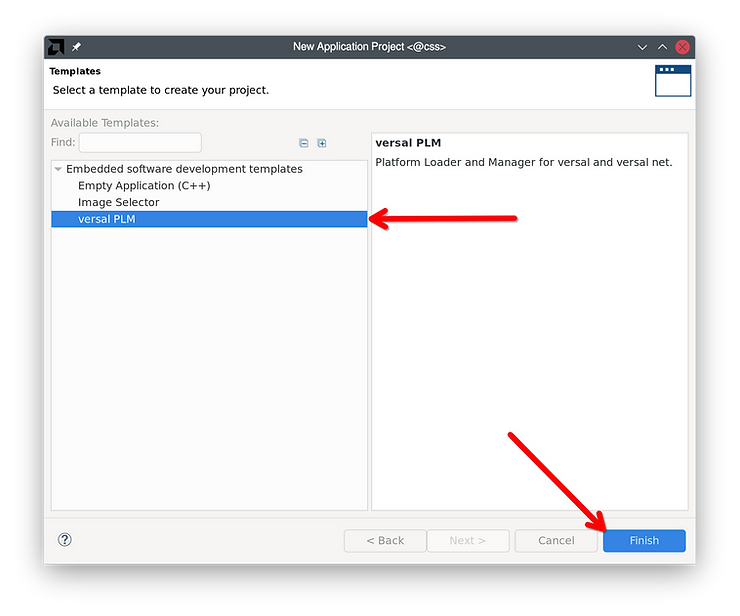 New Application Project <@css>
Templates
Select a template to create your project.
Available Templates:
Find:
Embedded software development templates
Empty Application (C++)
Image Selector
versal PLM
versal PLM
Platform Loader and Manager for versal and versal net.
?
< Back
Next >
Cancel
Finish